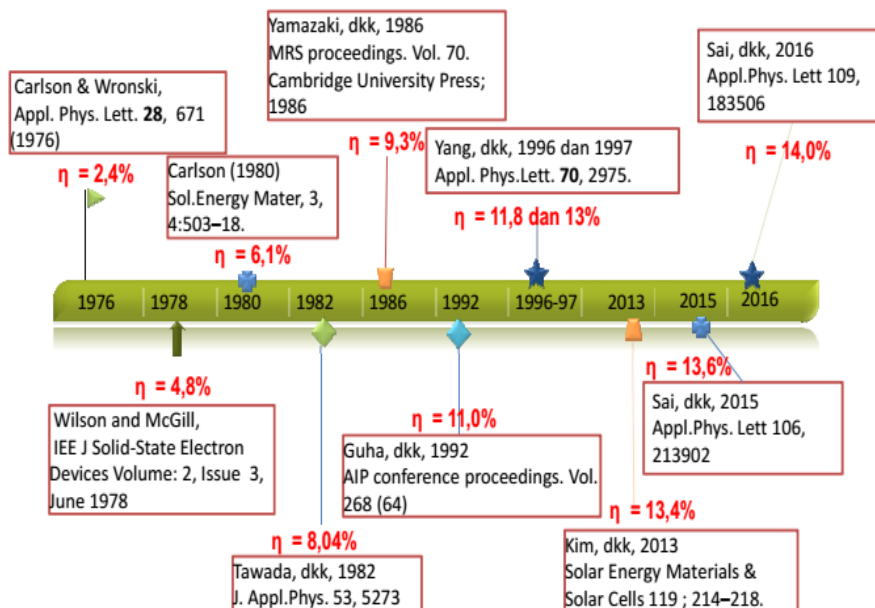 Yamazaki, dkk, 1986
MRS proceedings. Vol. 70.
Cambridge University Press;
1986
η = 9,3%
Sai, dkk, 2016
Appl.Phys. Lett 109,
183506
η = 14,0%
Carlson & Wronski,
Appl. Phys. Lett. 28, 671
(1976)
η = 2,4%
Carlson (1980)
Sol.Energy Mater, 3,
4:503–18.
η = 6,1%
Yang, dkk, 1996 dan 1997
Appl. Phys.Lett. 70, 2975.
η = 11,8 dan 13%
1976
1978
1980
1982
1986
1992
1996-97
2013
2015
2016
η = 4,8%
Wilson and McGill,
IEE J Solid-State Electron
Devices Volume: 2, Issue 3,
June 1978
η = 8,04%
Tawada, dkk, 1982
J. Appl.Phys. 53, 5273
η = 11,0%
Guha, dkk, 1992
AIP conference proceedings. Vol.
268 (64)
η = 13,4%
Kim, dkk, 2013
Solar Energy Materials &
Solar Cells 119 ; 214–218.
η = 13,6%
Sai, dkk, 2015
Appl.Phys. Lett 106,
213902